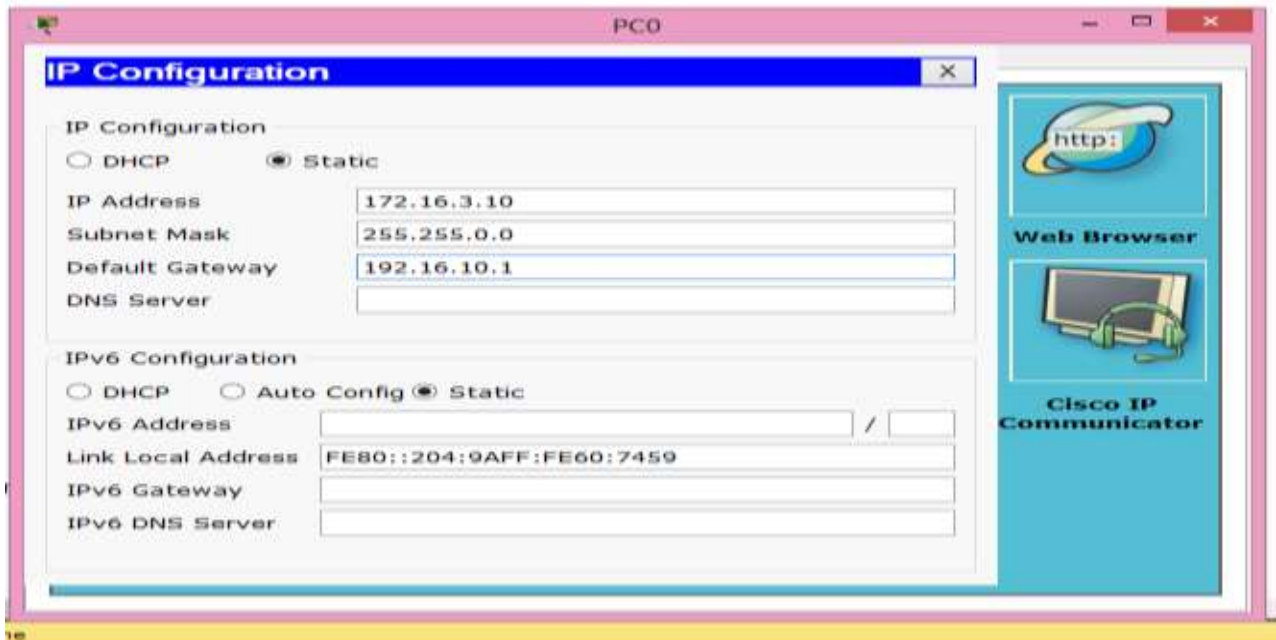 PC0
IP Configuration
IP Configuration
DHCP Static
IP Address 172.16.3.10
Subnet Mask 255.255.0.0
Default Gateway 192.16.10.1
DNS Server
IPv6 Configuration
DHCP Auto Config Static
IPv6 Address /
Link Local Address FE80::204:9AFF:FE60:7459
IPv6 Gateway
IPv6 DNS Server
http:
Web Browser
Cisco IP
Communicator